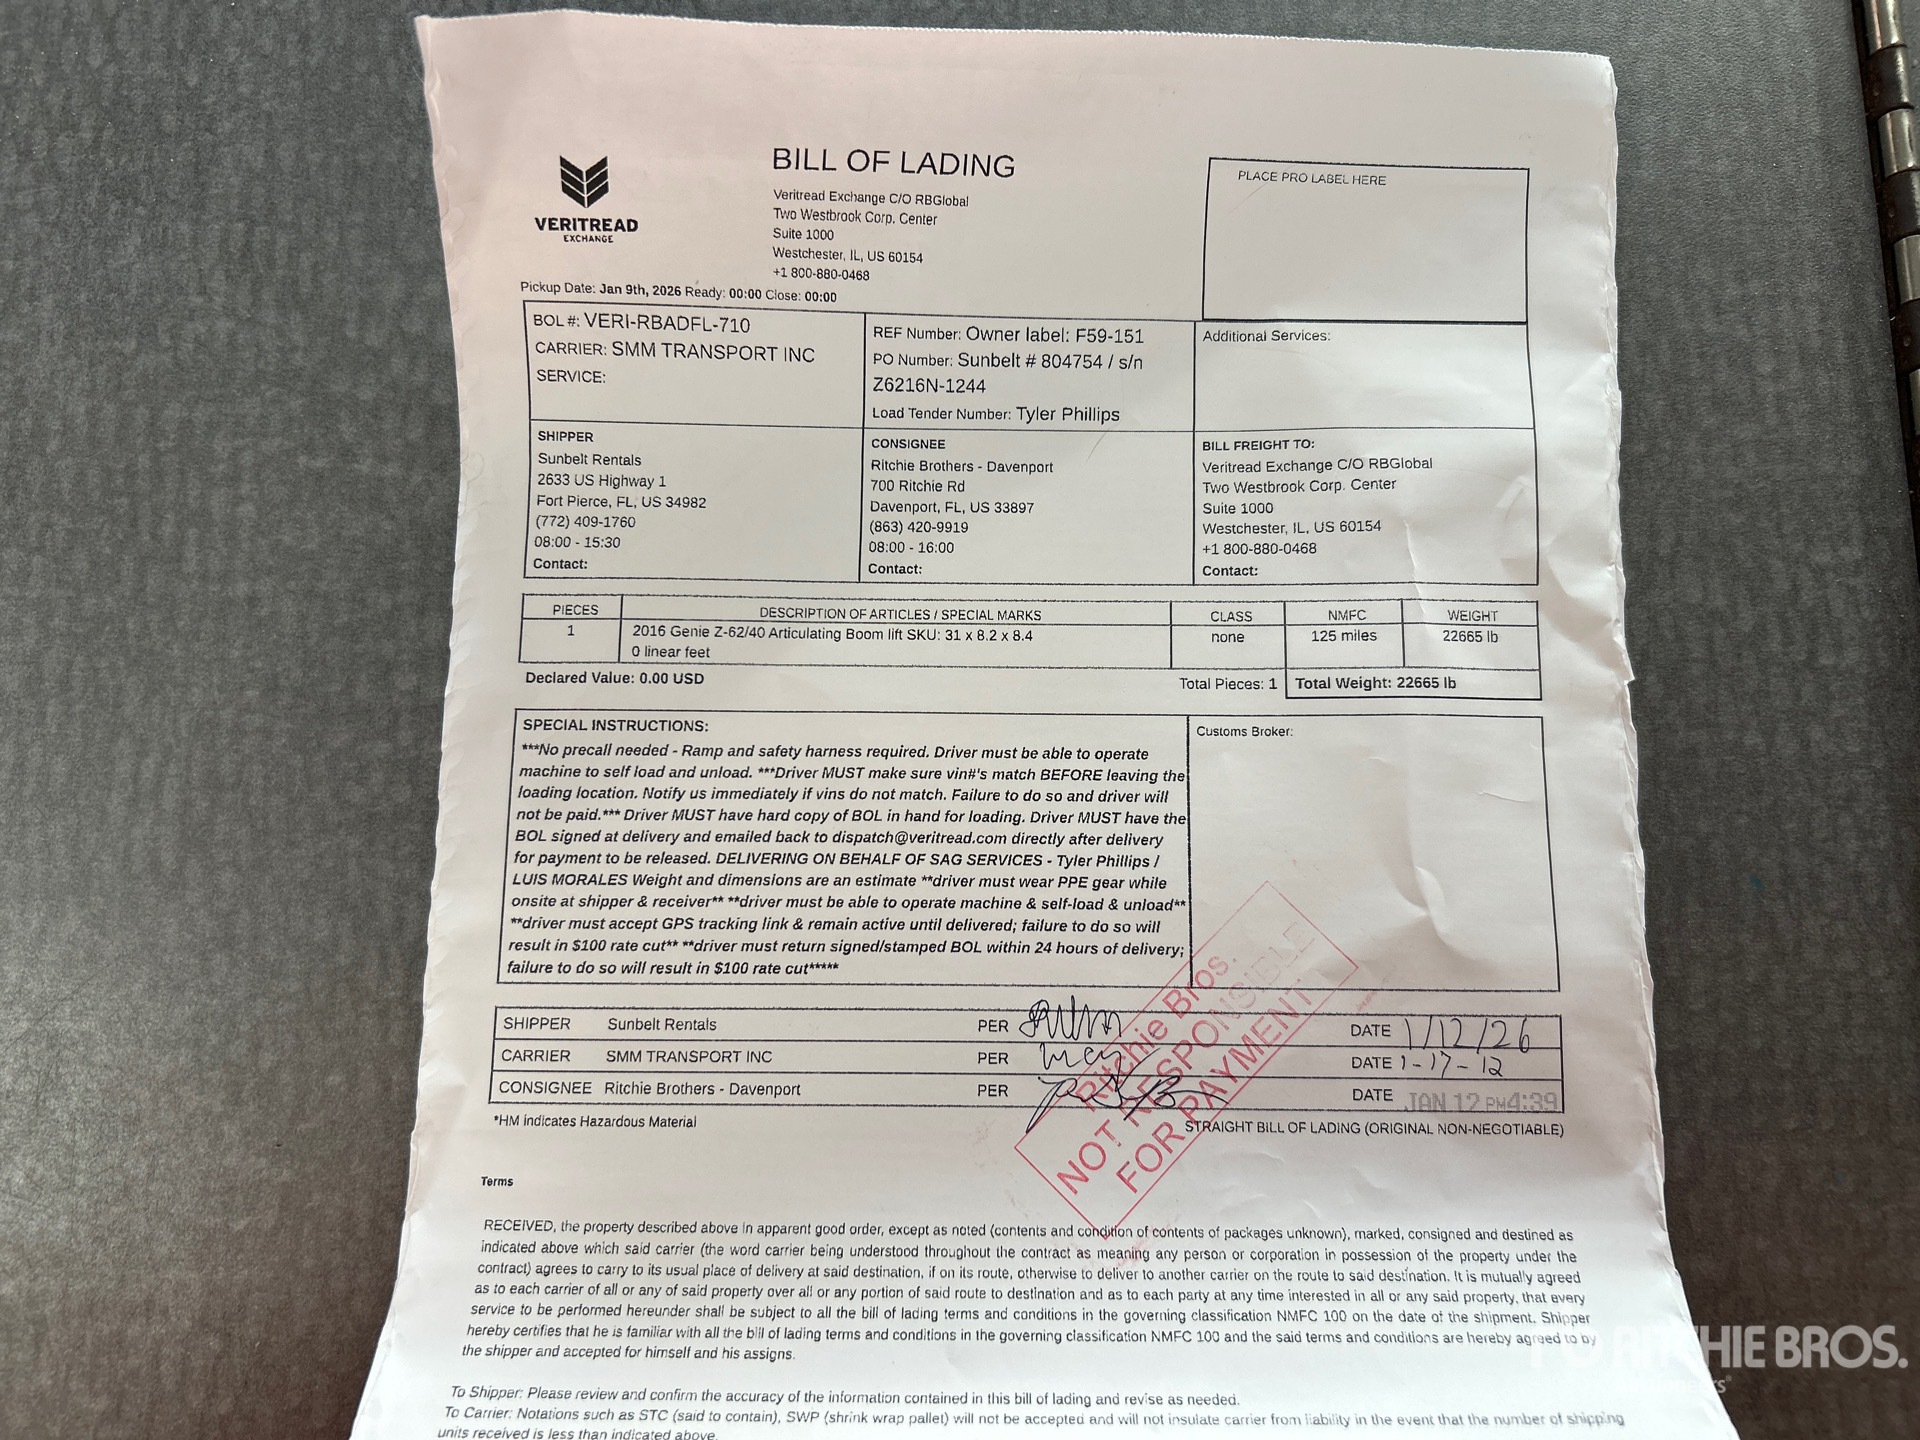 VERITREAD
EXCHANGE
BILL OF LADING
Veritread Exchange C/O RBGlobal
Two Westbrook Corp. Center
Suite 1000
Westchester, IL, US 60154
+1 800-880-0468
PLACE PRO LABEL HERE
Pickup Date: Jan 9th, 2026 Ready: 00:00 Close: 00:00
BOL #: VERI-RBADFL-710
CARRIER: SMM TRANSPORT INC
SERVICE:
REF Number: Owner label: F59-151
PO Number: Sunbelt # 804754 / s/n
Z6216N-1244
Load Tender Number: Tyler Phillips
Additional Services:
SHIPPER
Sunbelt Rentals
2633 US Highway 1
Fort Pierce, FL, US 34982
(772) 409-1760
08:00 - 15:30
Contact:
CONSIGNEE
Ritchie Brothers - Davenport
700 Ritchie Rd
Davenport, FL, US 33897
(863) 420-9919
08:00 - 16:00
Contact:
BILL FREIGHT TO:
Veritread Exchange C/O RBGlobal
Two Westbrook Corp. Center
Suite 1000
Westchester, IL, US 60154
+1 800-880-0468
Contact:
PIECES DESCRIPTION OF ARTICLES / SPECIAL MARKS CLASS NMFC WEIGHT
1 2016 Genie Z-62/40 Articulating Boom lift SKU: 31 x 8.2 x 8.4 none 125 miles 22665 lb
0 linear feet
Declared Value: 0.00 USD Total Pieces: 1 Total Weight: 22665 lb
SPECIAL INSTRUCTIONS:
***No precall needed - Ramp and safety harness required. Driver must be able to operate
machine to self load and unload. ***Driver MUST make sure vin#'s match BEFORE leaving the
loading location. Notify us immediately if vins do not match. Failure to do so and driver will
not be paid.*** Driver MUST have hard copy of BOL in hand for loading. Driver MUST have the
BOL signed at delivery and emailed back to dispatch@veritread.com directly after delivery
for payment to be released. DELIVERING ON BEHALF OF SAG SERVICES - Tyler Phillips /
LUIS MORALES Weight and dimensions are an estimate **driver must wear PPE gear while
onsite at shipper & receiver** **driver must be able to operate machine & self-load & unload**
**driver must accept GPS tracking link & remain active until delivered; failure to do so will
result in $100 rate cut** **driver must return signed/stamped BOL within 24 hours of delivery;
failure to do so will result in $100 rate cut*****
Customs Broker:
SHIPPER Sunbelt Rentals PER DATE 1/12/26
CARRIER SMM TRANSPORT INC PER DATE 1-17-12
CONSIGNEE Ritchie Brothers - Davenport PER DATE JAN 12 PM4:39
Ritchie Bros.
NOT RESPONSIBLE
FOR PAYMENT
*HM indicates Hazardous Material
STRAIGHT BILL OF LADING (ORIGINAL NON-NEGOTIABLE)
Terms
RECEIVED, the property described above in apparent good order, except as noted (contents and condition of contents of packages unknown), marked, consigned and destined as
indicated above which said carrier (the word carrier being understood throughout the contract as meaning any person or corporation in possession of the property under the
contract) agrees to carry to its usual place of delivery at said destination, if on its route, otherwise to deliver to another carrier on the route to said destination. It is mutually agreed
as to each carrier of all or any of said property over all or any portion of said route to destination and as to each party at any time interested in all or any said property, that every
service to be performed hereunder shall be subject to all the bill of lading terms and conditions in the governing classification NMFC 100 on the date of the shipment. Shipper
hereby certifies that he is familiar with all the bill of lading terms and conditions in the governing classification NMFC 100 and the said terms and conditions are hereby agreed to by
the shipper and accepted for himself and his assigns.
To Shipper: Please review and confirm the accuracy of the information contained in this bill of lading and revise as needed.
To Carrier: Notations such as STC (said to contain), SWP (shrink wrap pallet) will not be accepted and will not insulate carrier from liability in the event that the number of shipping
units received is less than indicated above.
RITCHIE BROS.